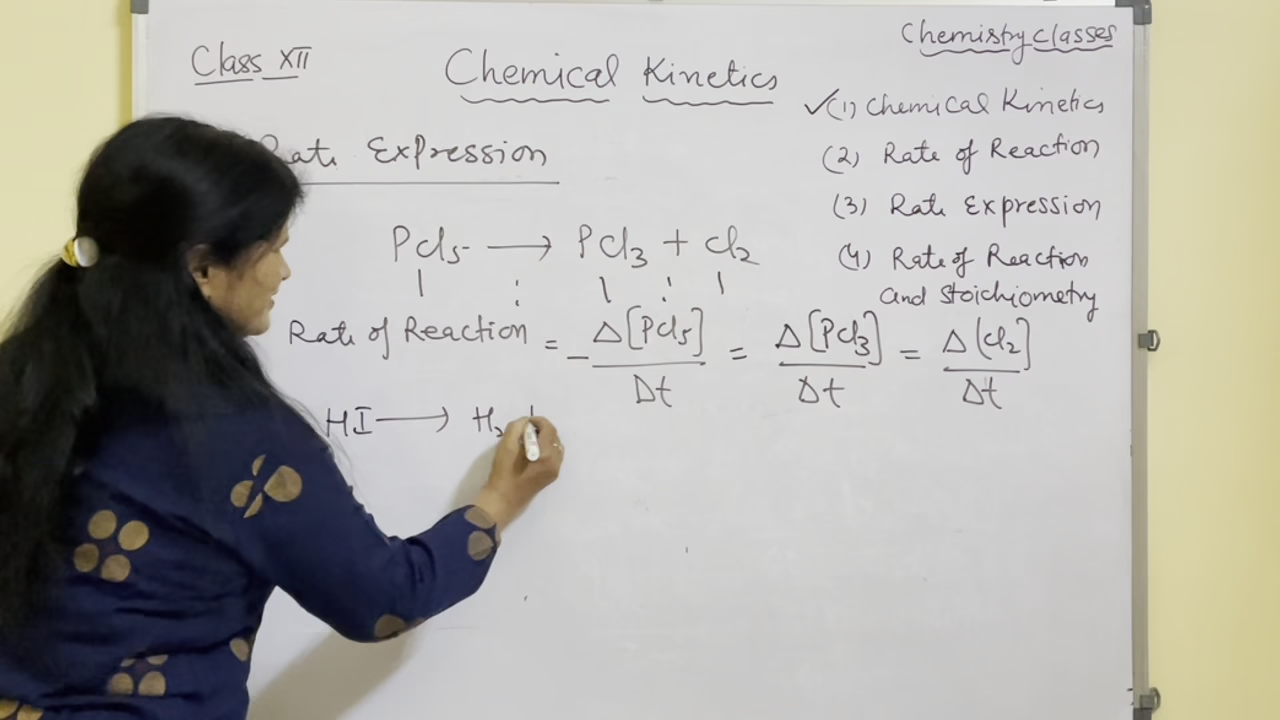 Chemistry classes
Class XII
Chemical Kinetics
✓(1) Chemical Kinetics
(2) Rate of Reaction
(3) Rate Expression
(4) Rate of Reaction
and Stoichiometry
Rate Expression
PCl5 ⟶ PCl3 + Cl2
1 : 1 : 1
Rate of Reaction = - Δ[PCl5]/Δt = Δ[PCl3]/Δt = Δ[Cl2]/Δt
HI ⟶ H2 +